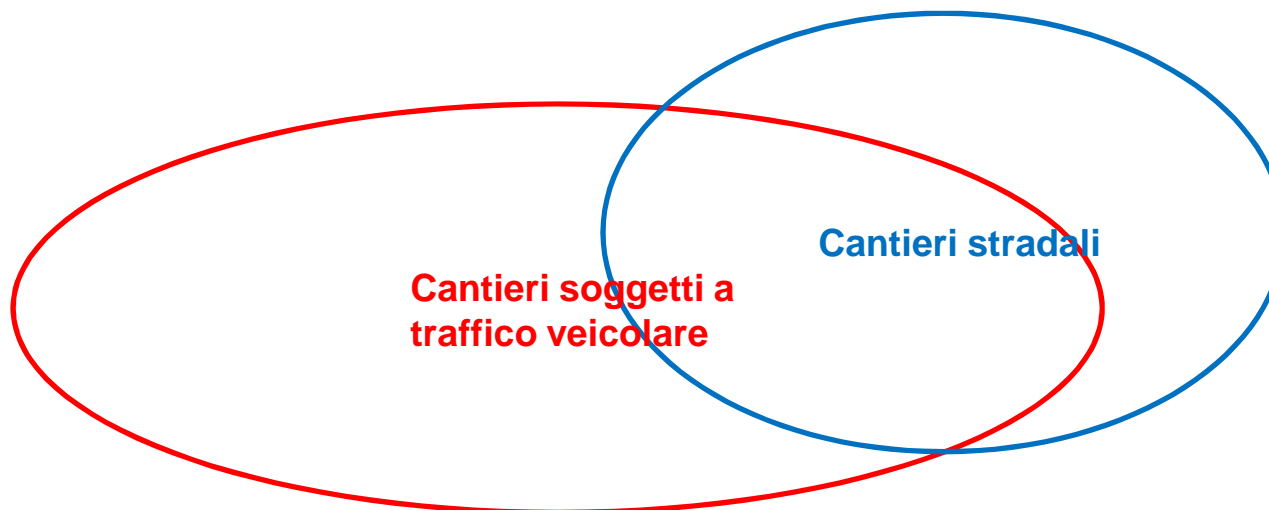 Cantieri stradali
Cantieri soggetti a
traffico veicolare